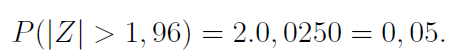 P(|Z| > 1, 96) = 2.0, 0250 = 0, 05.